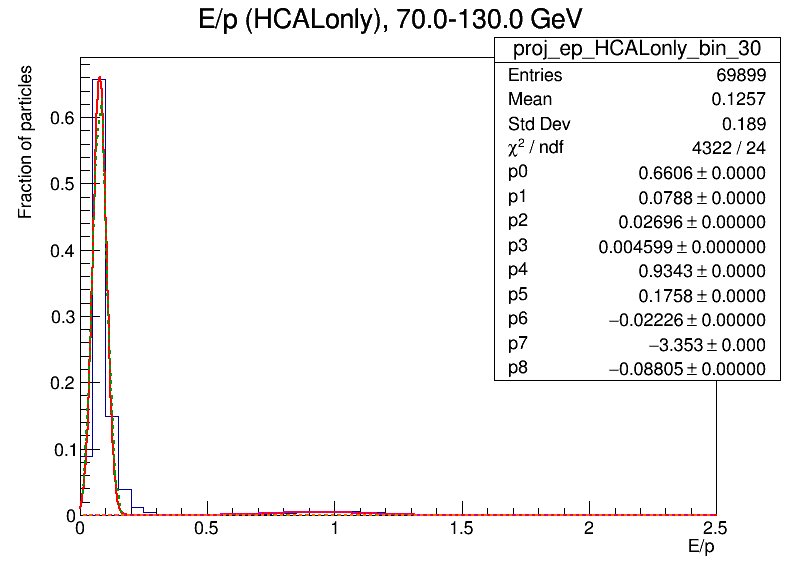 E/p (HCALonly), 70.0-130.0 GeV
proj_ep_HCALonly_bin_30
Entries 69899
Mean 0.1257
Std Dev 0.189
χ² / ndf 4322 / 24
p0 0.6606 ± 0.0000
p1 0.0788 ± 0.0000
p2 0.02696 ± 0.00000
p3 0.004599 ± 0.000000
p4 0.9343 ± 0.0000
p5 0.1758 ± 0.0000
p6 −0.02226 ± 0.00000
p7 −3.353 ± 0.000
p8 −0.08805 ± 0.00000
Fraction of particles
0.6
0.5
0.4
0.3
0.2
0.1
0
0 0.5 1 1.5 2 2.5
E/p